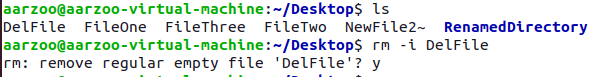 aarzoo@aarzoo-virtual-machine:~/Desktop$ ls
DelFile  FileOne  FileThree  FileTwo  NewFile2~  RenamedDirectory
aarzoo@aarzoo-virtual-machine:~/Desktop$ rm -i DelFile
rm: remove regular empty file 'DelFile'? y